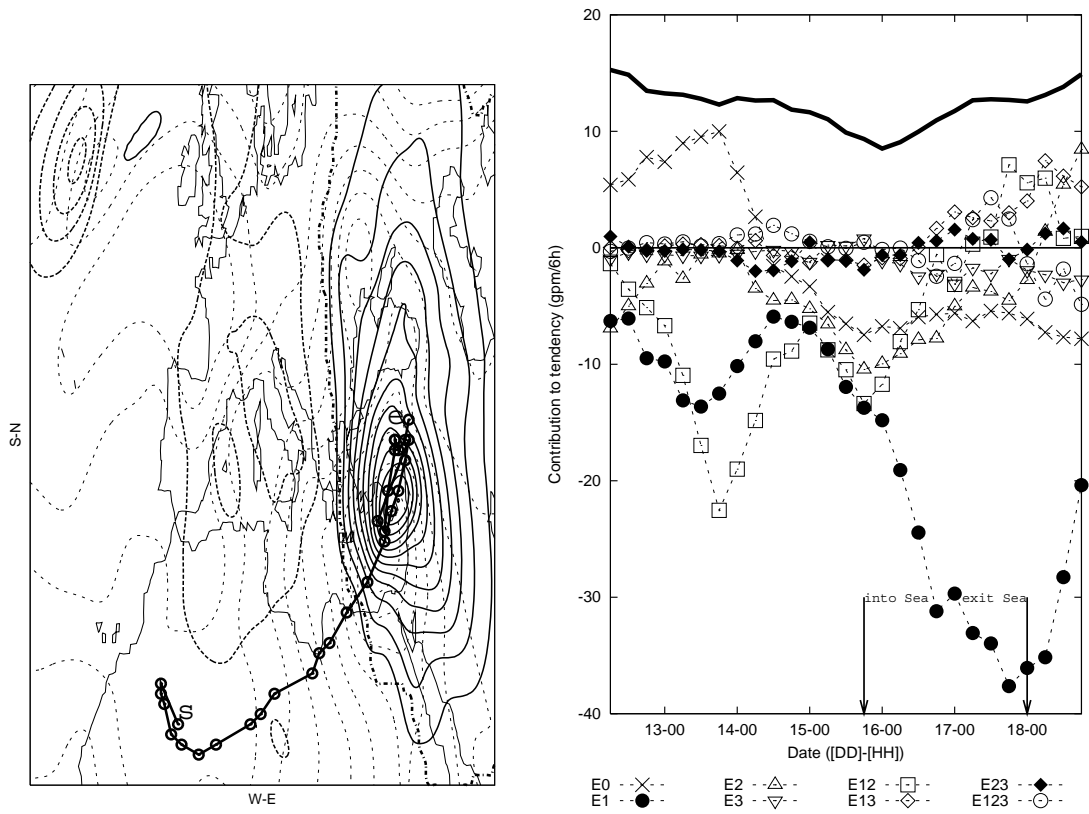 S-N
W-E
e
M
S
Contribution to tendency (gpm/6h)
20
10
0
-10
-20
-30
-40
into Sea
exit Sea
13-00 14-00 15-00 16-00 17-00 18-00
Date ([DD]-[HH])
E0 E2 E12 E23
E1 E3 E13 E123